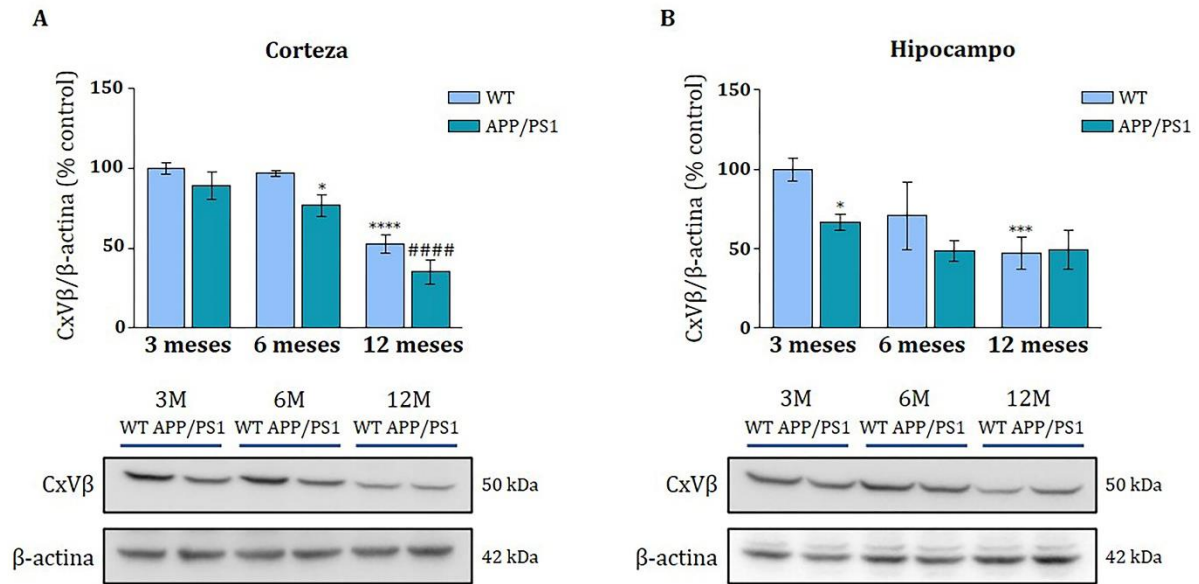 A
Corteza
CxVβ/β-actina (% control)
150
100
50
0
WT
APP/PS1
*
****
####
3 meses 6 meses 12 meses
3M 6M 12M
WT APP/PS1 WT APP/PS1 WT APP/PS1
CxVβ 50 kDa
β-actina 42 kDa
B
Hipocampo
CxVβ/β-actina (% control)
150
100
50
0
WT
APP/PS1
*
***
3 meses 6 meses 12 meses
3M 6M 12M
WT APP/PS1 WT APP/PS1 WT APP/PS1
CxVβ 50 kDa
β-actina 42 kDa